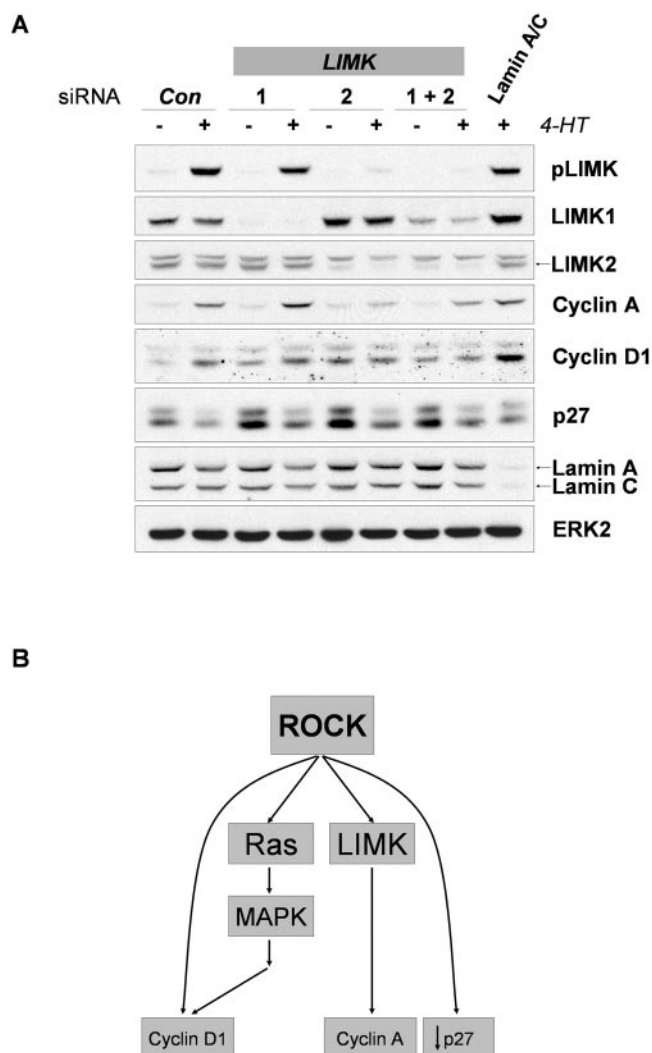 A
LIMK
Lamin A/C
siRNA Con 1 2 1 + 2
- + - + - + - + + 4-HT
pLIMK
LIMK1
LIMK2
Cyclin A
Cyclin D1
p27
Lamin A
Lamin C
ERK2
B
ROCK
Ras LIMK
MAPK
Cyclin D1 Cyclin A ↓p27